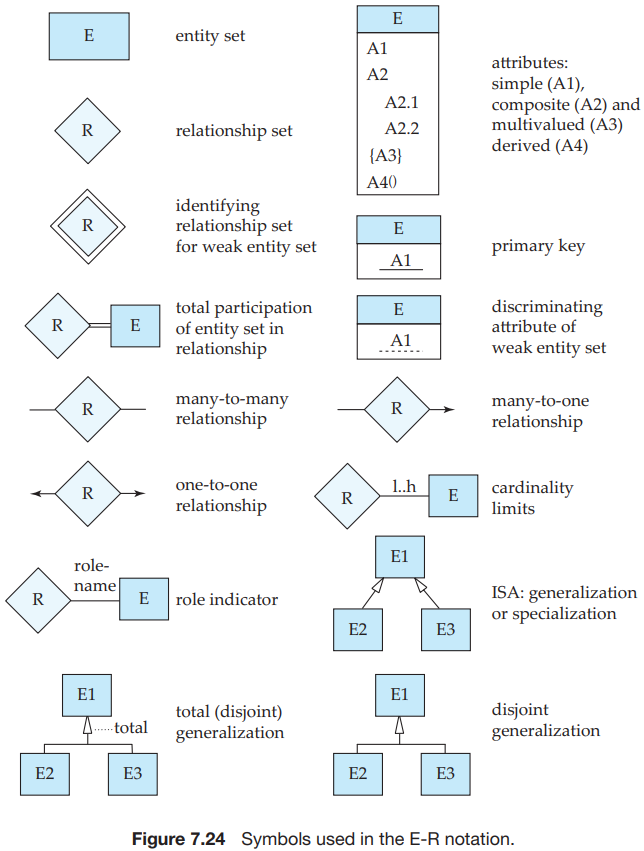 E
entity set
R
relationship set
R
identifying
relationship set
for weak entity set
R
E
total participation
of entity set in
relationship
R
many-to-many
relationship
R
one-to-one
relationship
R
role-
name
E
role indicator
E1
total
E2
E3
total (disjoint)
generalization
E
A1
A2
A2.1
A2.2
{A3}
A4()
attributes:
simple (A1),
composite (A2) and
multivalued (A3)
derived (A4)
E
A1
primary key
E
A1
discriminating
attribute of
weak entity set
R
many-to-one
relationship
R
l..h
E
cardinality
limits
E1
E2
E3
ISA: generalization
or specialization
E1
E2
E3
disjoint
generalization
Figure 7.24 Symbols used in the E-R notation.